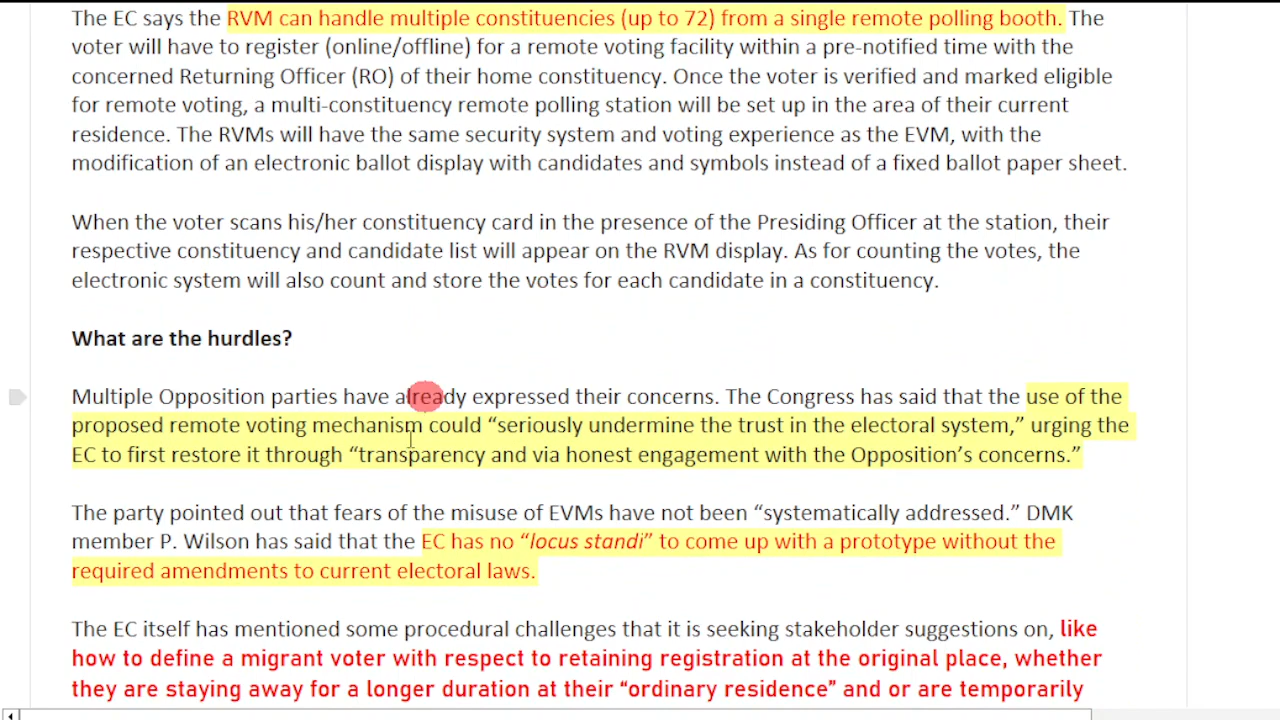 The EC says the RVM can handle multiple constituencies (up to 72) from a single remote polling booth. The
voter will have to register (online/offline) for a remote voting facility within a pre-notified time with the
concerned Returning Officer (RO) of their home constituency. Once the voter is verified and marked eligible
for remote voting, a multi-constituency remote polling station will be set up in the area of their current
residence. The RVMs will have the same security system and voting experience as the EVM, with the
modification of an electronic ballot display with candidates and symbols instead of a fixed ballot paper sheet.
When the voter scans his/her constituency card in the presence of the Presiding Officer at the station, their
respective constituency and candidate list will appear on the RVM display. As for counting the votes, the
electronic system will also count and store the votes for each candidate in a constituency.
What are the hurdles?
Multiple Opposition parties have already expressed their concerns. The Congress has said that the use of the
proposed remote voting mechanism could “seriously undermine the trust in the electoral system,” urging the
EC to first restore it through “transparency and via honest engagement with the Opposition’s concerns.”
The party pointed out that fears of the misuse of EVMs have not been “systematically addressed.” DMK
member P. Wilson has said that the EC has no “locus standi” to come up with a prototype without the
required amendments to current electoral laws.
The EC itself has mentioned some procedural challenges that it is seeking stakeholder suggestions on, like
how to define a migrant voter with respect to retaining registration at the original place, whether
they are staying away for a longer duration at their “ordinary residence” and or are temporarily